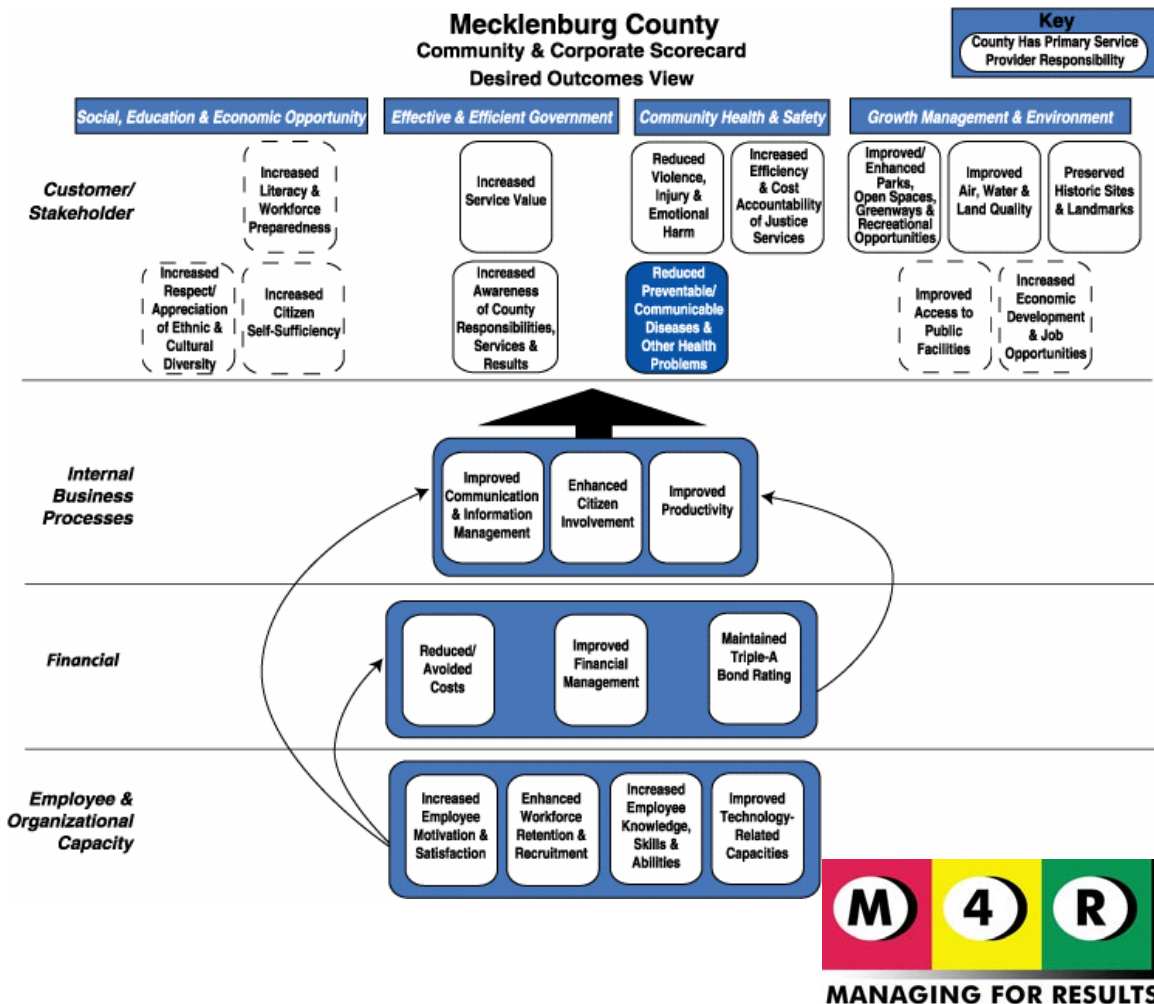 Mecklenburg County
Community & Corporate Scorecard
Desired Outcomes View
Key
County Has Primary Service
Provider Responsibility
Social, Education & Economic Opportunity
Effective & Efficient Government
Community Health & Safety
Growth Management & Environment
Customer/
Stakeholder
Increased
Literacy &
Workforce
Preparedness
Increased
Service Value
Reduced
Violence,
Injury &
Emotional
Harm
Increased
Efficiency
& Cost
Accountability
of Justice
Services
Improved/
Enhanced
Parks,
Open Spaces,
Greenways &
Recreational
Opportunities
Improved
Air, Water &
Land Quality
Preserved
Historic Sites
& Landmarks
Increased
Respect/
Appreciation
of Ethnic &
Cultural
Diversity
Increased
Citizen
Self-Sufficiency
Increased
Awareness
of County
Responsibilities,
Services &
Results
Reduced
Preventable/
Communicable
Diseases &
Other Health
Problems
Improved
Access to
Public
Facilities
Increased
Economic
Development
& Job
Opportunities
Internal
Business
Processes
Improved
Communication
& Information
Management
Enhanced
Citizen
Involvement
Improved
Productivity
Financial
Reduced/
Avoided
Costs
Improved
Financial
Management
Maintained
Triple-A
Bond Rating
Employee &
Organizational
Capacity
Increased
Employee
Motivation &
Satisfaction
Enhanced
Workforce
Retention &
Recruitment
Increased
Employee
Knowledge,
Skills &
Abilities
Improved
Technology-
Related
Capacities
M 4 R
MANAGING FOR RESULTS